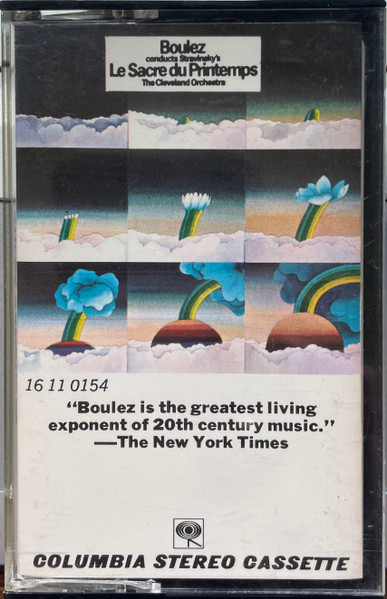 Boulez
conducts Stravinsky's
Le Sacre du Printemps
The Cleveland Orchestra
16 11 0154
"Boulez is the greatest living
exponent of 20th century music."
—The New York Times
COLUMBIA STEREO CASSETTE